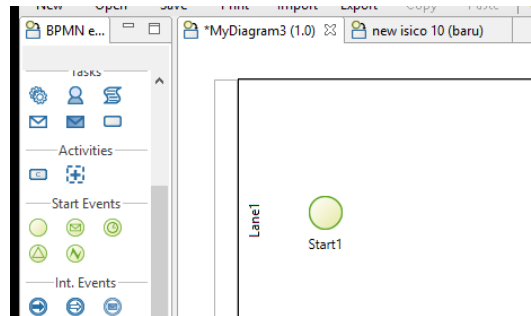 New Open Save Print Import Export Copy Paste
BPMN e...
*MyDiagram3 (1.0)
new isico 10 (baru)
Tasks
Activities
C
Start Events
Int. Events
Lane1
Start1